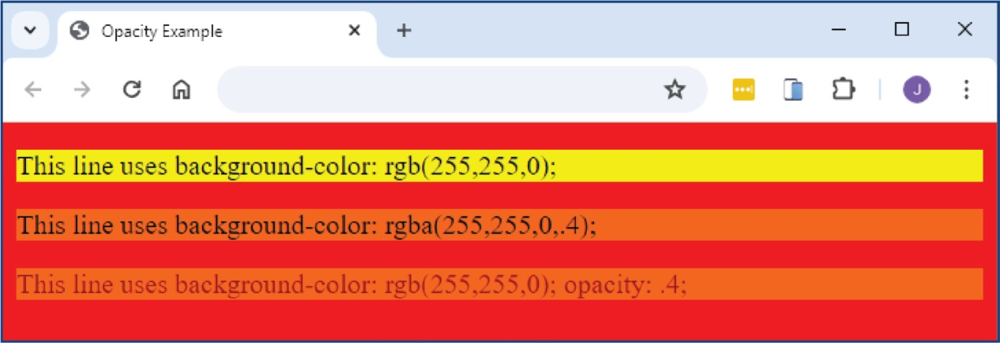 Opacity Example
J
This line uses background-color: rgb(255,255,0);
This line uses background-color: rgba(255,255,0,.4);
This line uses background-color: rgb(255,255,0); opacity: .4;